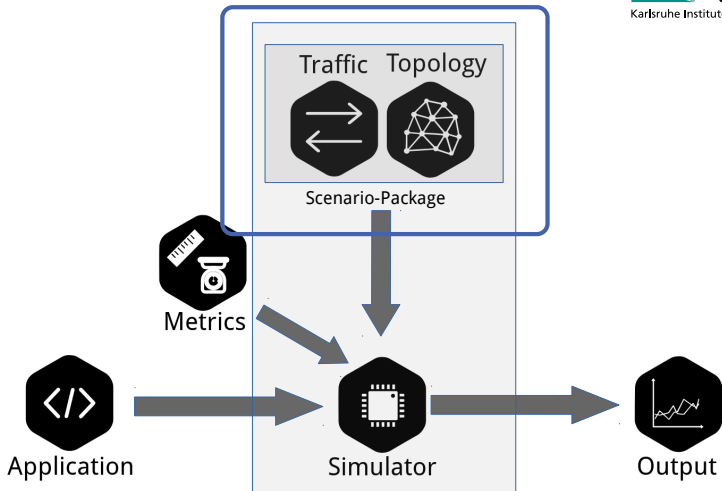 Karlsruhe Institut
Traffic Topology
Scenario-Package
Metrics
</>
Application
Simulator
Output